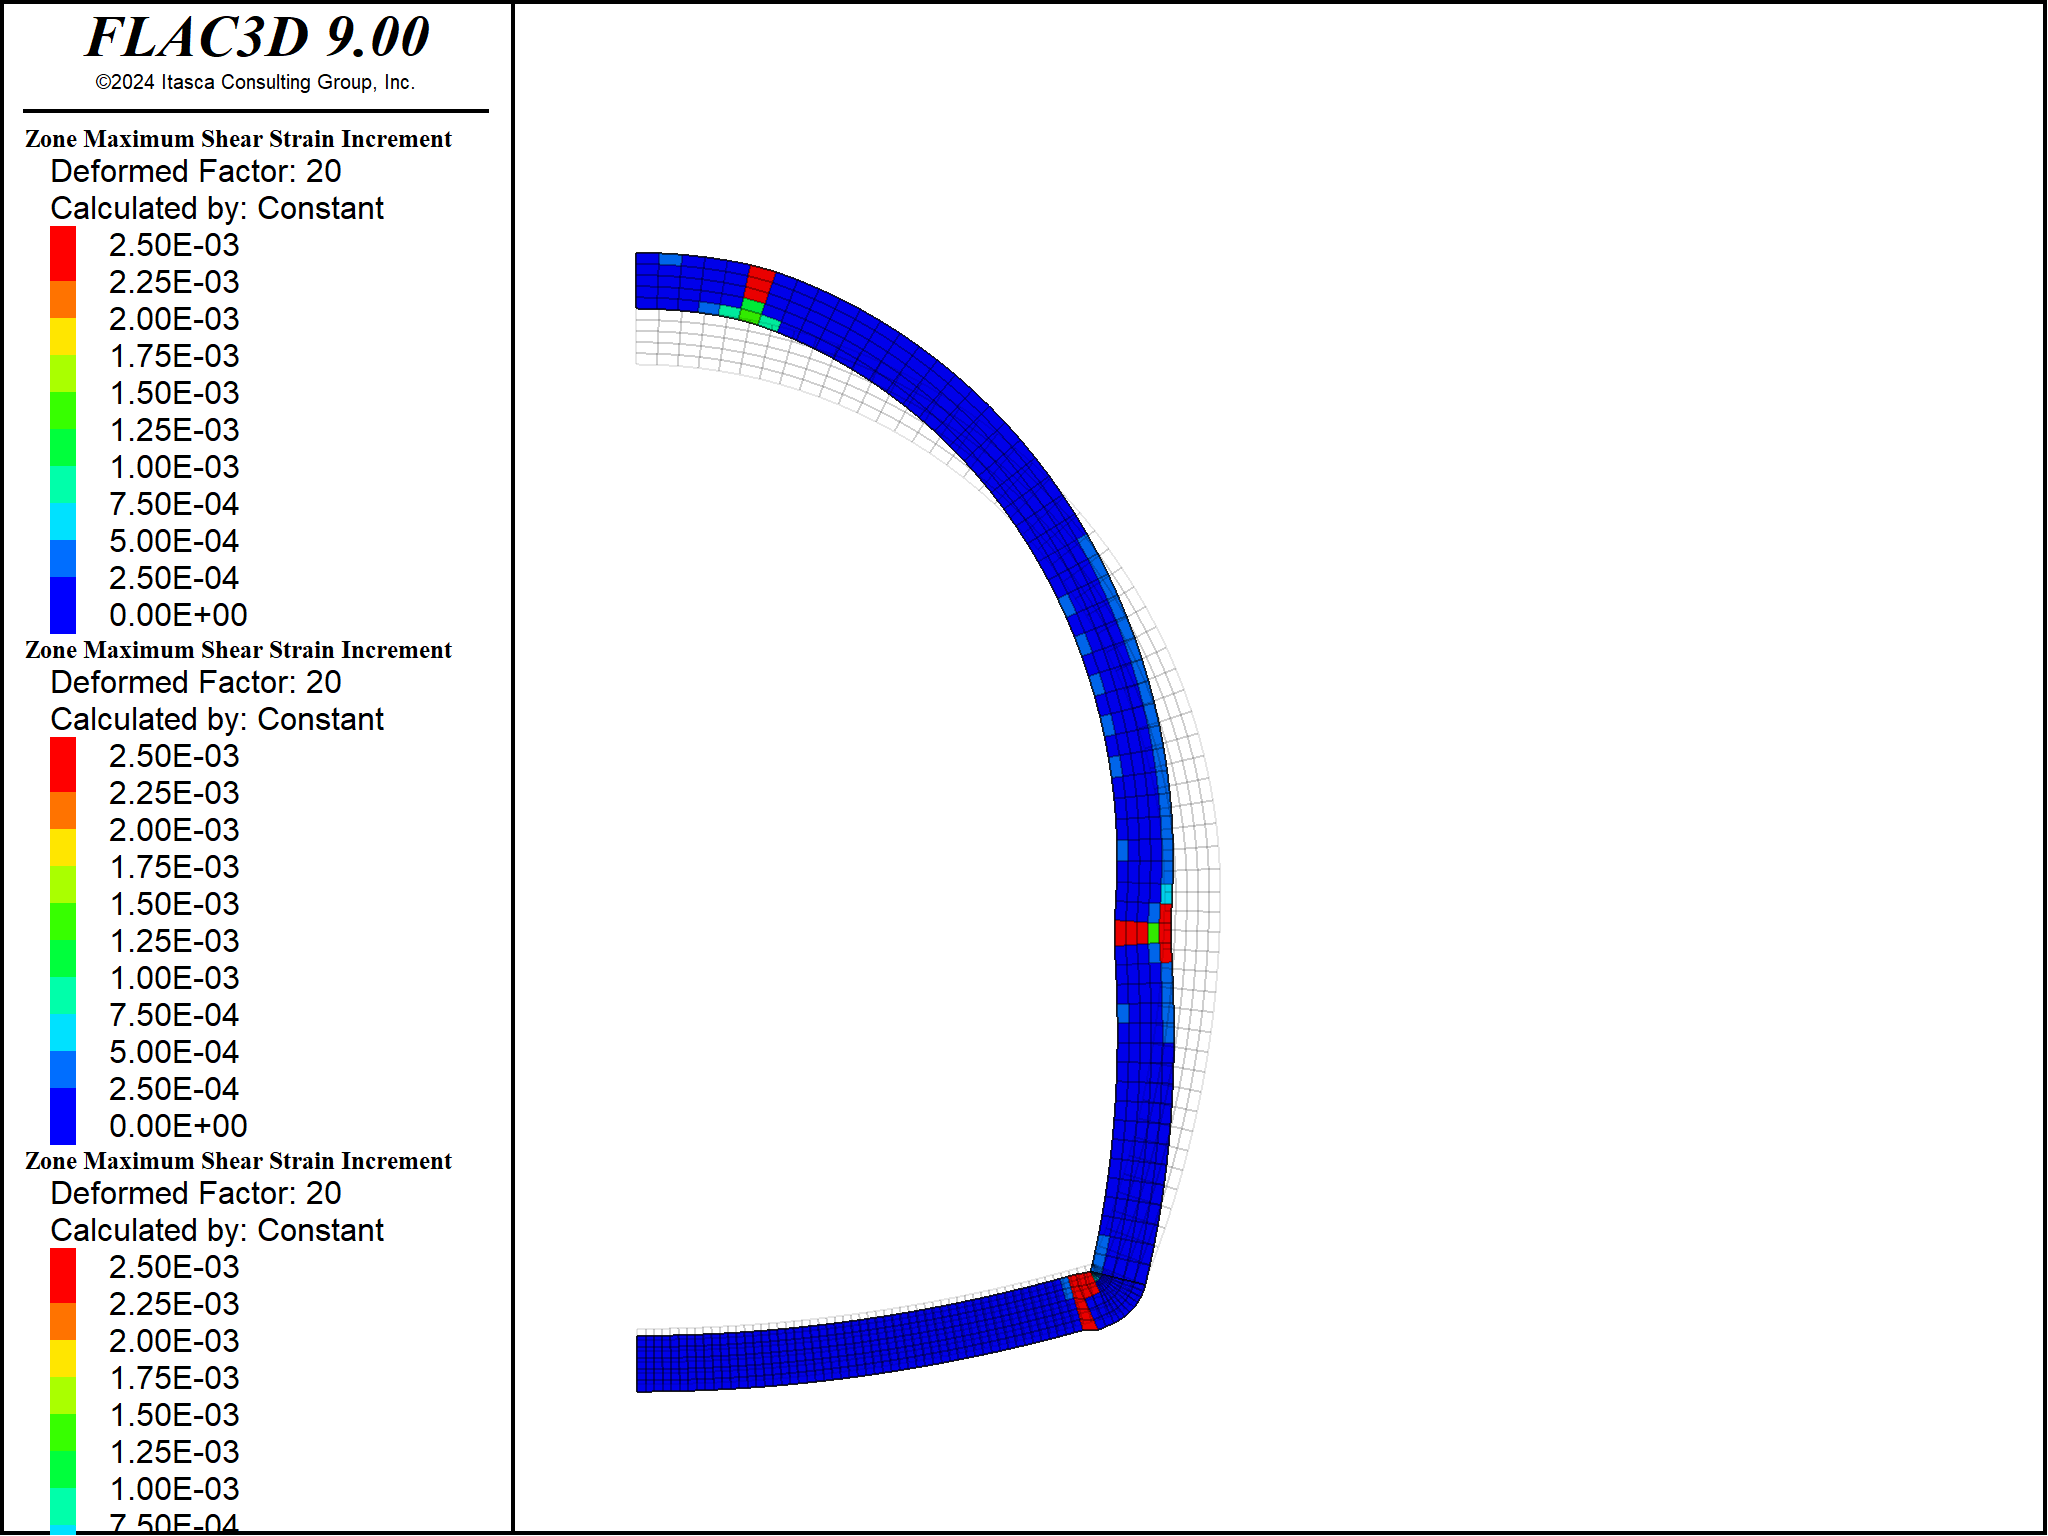 FLAC3D 9.00
©2024 Itasca Consulting Group, Inc.
Zone Maximum Shear Strain Increment
Deformed Factor: 20
Calculated by: Constant
2.50E-03
2.25E-03
2.00E-03
1.75E-03
1.50E-03
1.25E-03
1.00E-03
7.50E-04
5.00E-04
2.50E-04
0.00E+00
Zone Maximum Shear Strain Increment
Deformed Factor: 20
Calculated by: Constant
2.50E-03
2.25E-03
2.00E-03
1.75E-03
1.50E-03
1.25E-03
1.00E-03
7.50E-04
5.00E-04
2.50E-04
0.00E+00
Zone Maximum Shear Strain Increment
Deformed Factor: 20
Calculated by: Constant
2.50E-03
2.25E-03
2.00E-03
1.75E-03
1.50E-03
1.25E-03
1.00E-03
7.50E-04